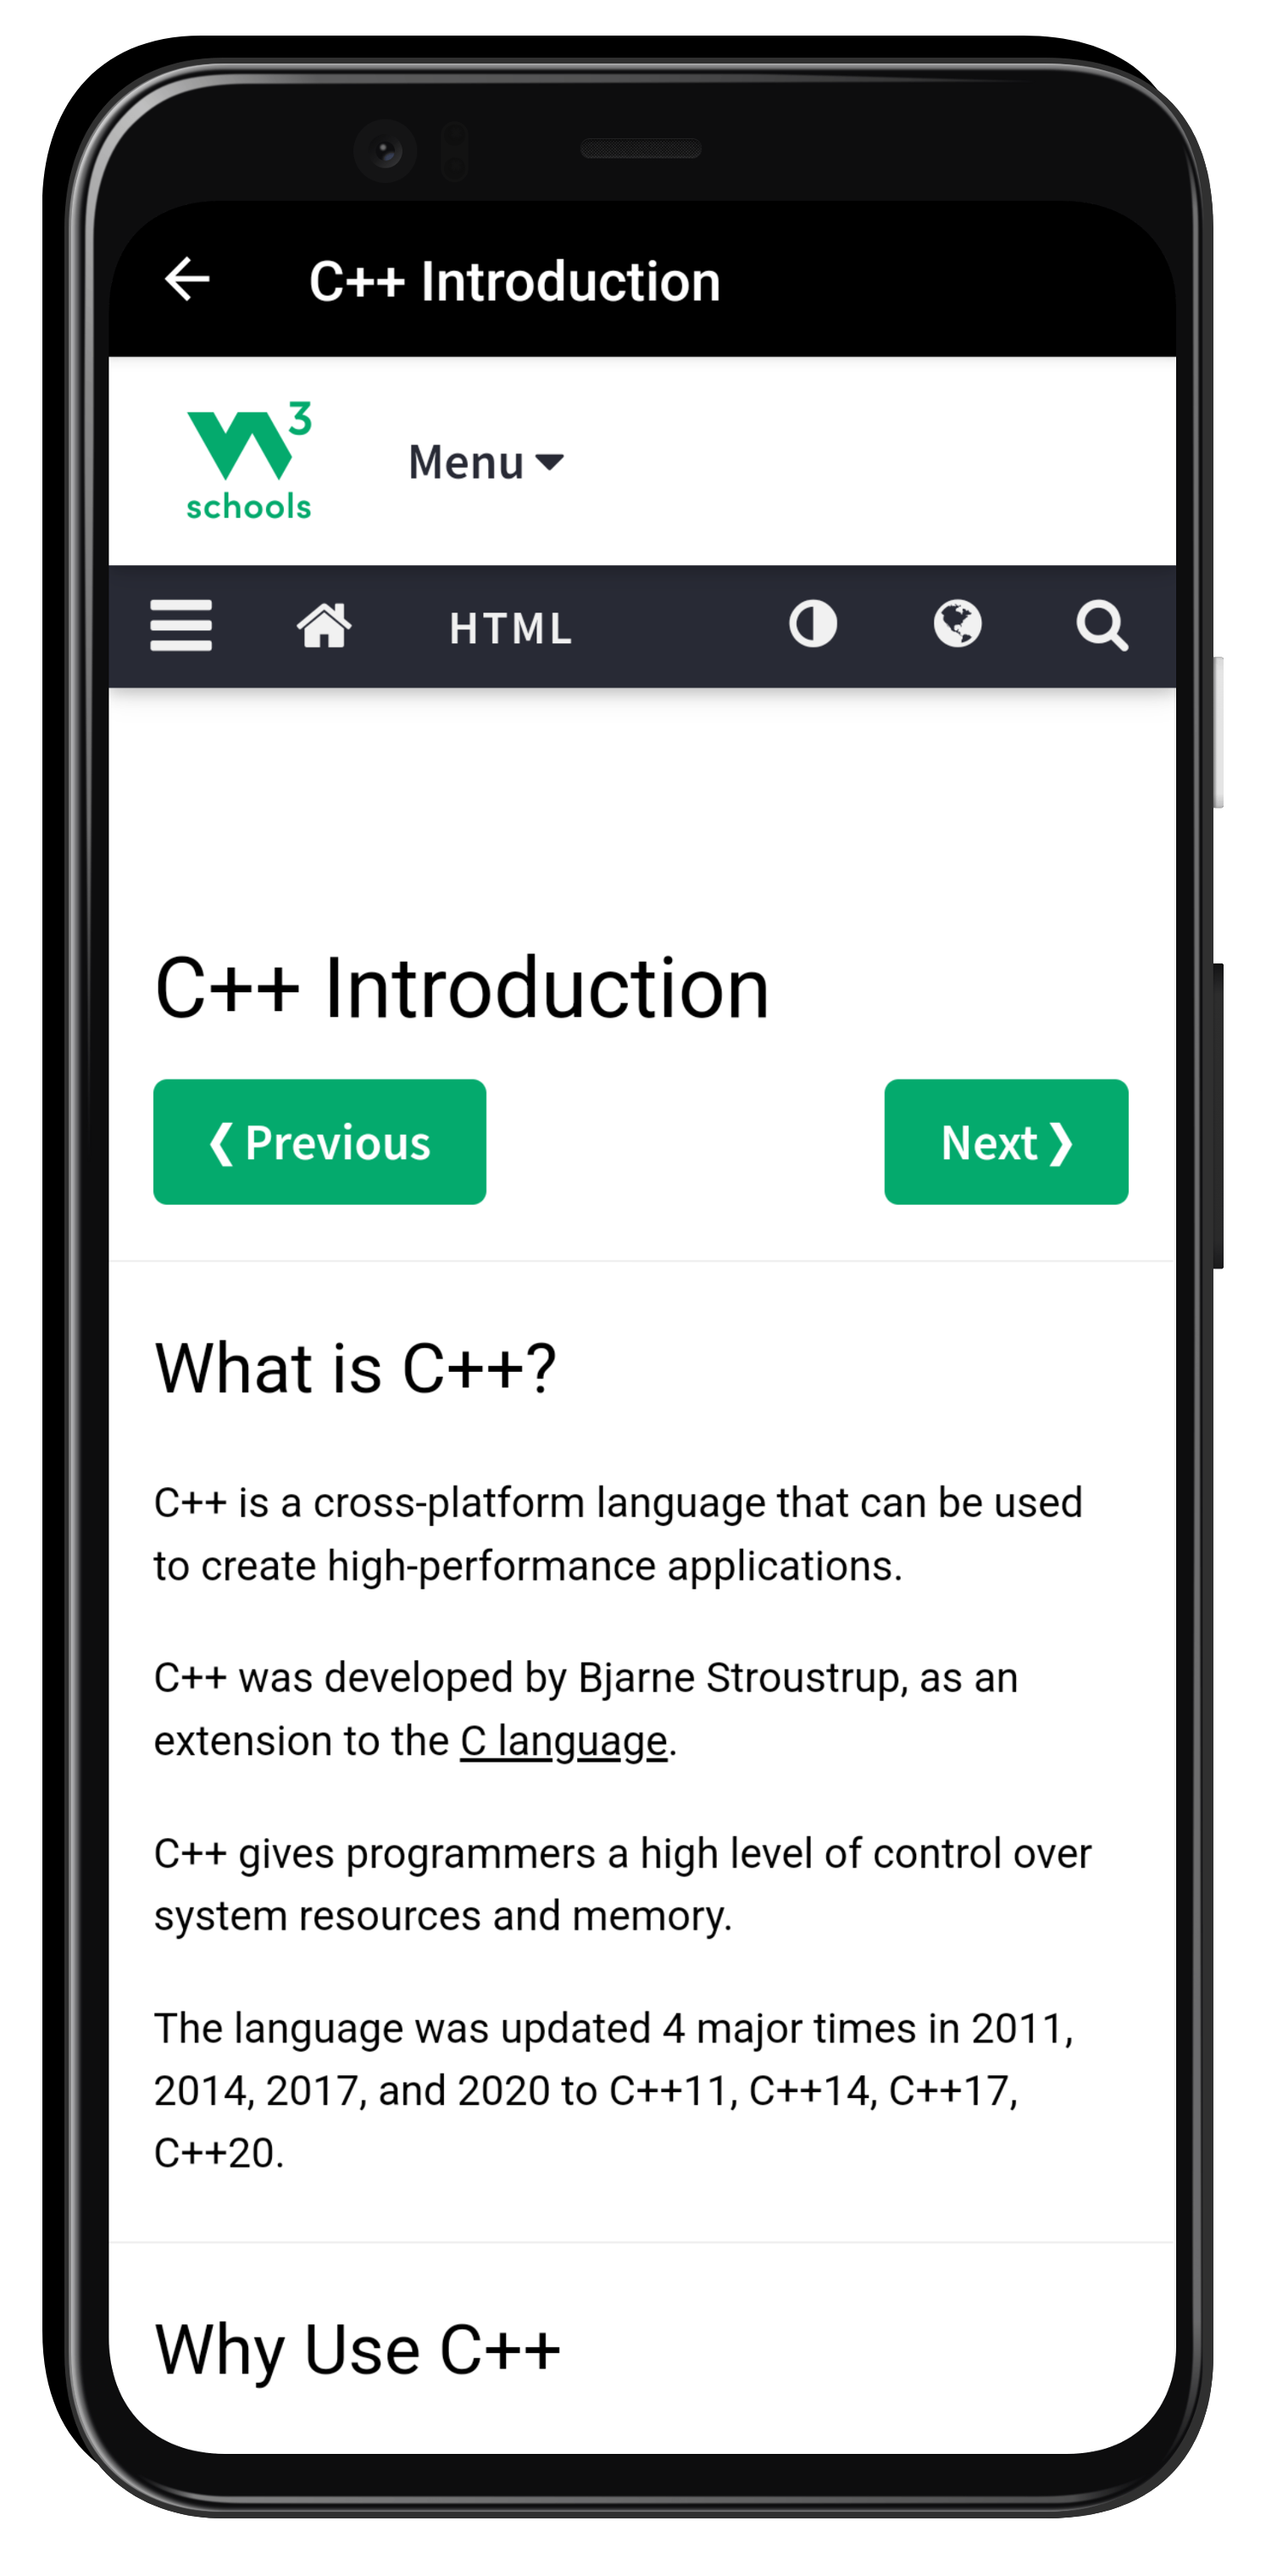 C++ Introduction
3
schools
Menu
HTML
C++ Introduction
❮ Previous
Next ❯
What is C++?
C++ is a cross-platform language that can be used
to create high-performance applications.
C++ was developed by Bjarne Stroustrup, as an
extension to the C language.
C++ gives programmers a high level of control over
system resources and memory.
The language was updated 4 major times in 2011,
2014, 2017, and 2020 to C++11, C++14, C++17,
C++20.
Why Use C++